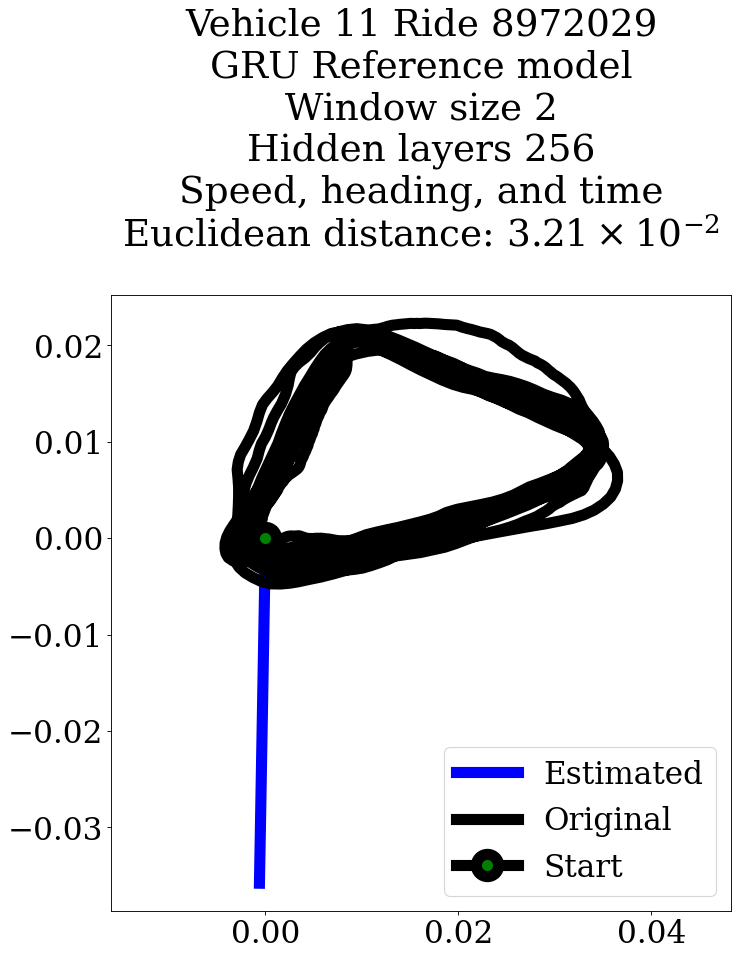 Vehicle 11 Ride 8972029
GRU Reference model
Window size 2
Hidden layers 256
Speed, heading, and time
Euclidean distance: 3.21 × 10⁻²
0.02
0.01
0.00
−0.01
−0.02
−0.03
Estimated
Original
Start
0.00 0.02 0.04